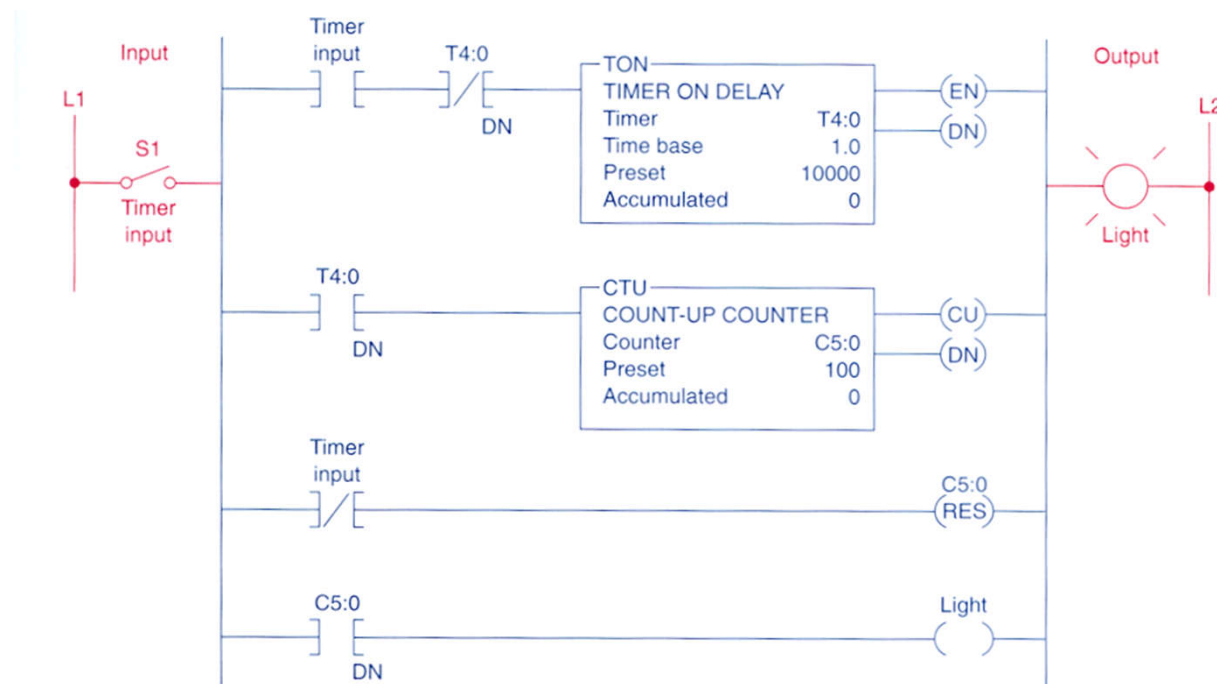 Input
L1
S1
Timer
input
Timer
input
T4:0
DN
TON
TIMER ON DELAY
Timer T4:0
Time base 1.0
Preset 10000
Accumulated 0
EN
DN
Output
L2
Light
T4:0
DN
CTU
COUNT-UP COUNTER
Counter C5:0
Preset 100
Accumulated 0
CU
DN
Timer
input
C5:0
RES
C5:0
DN
Light